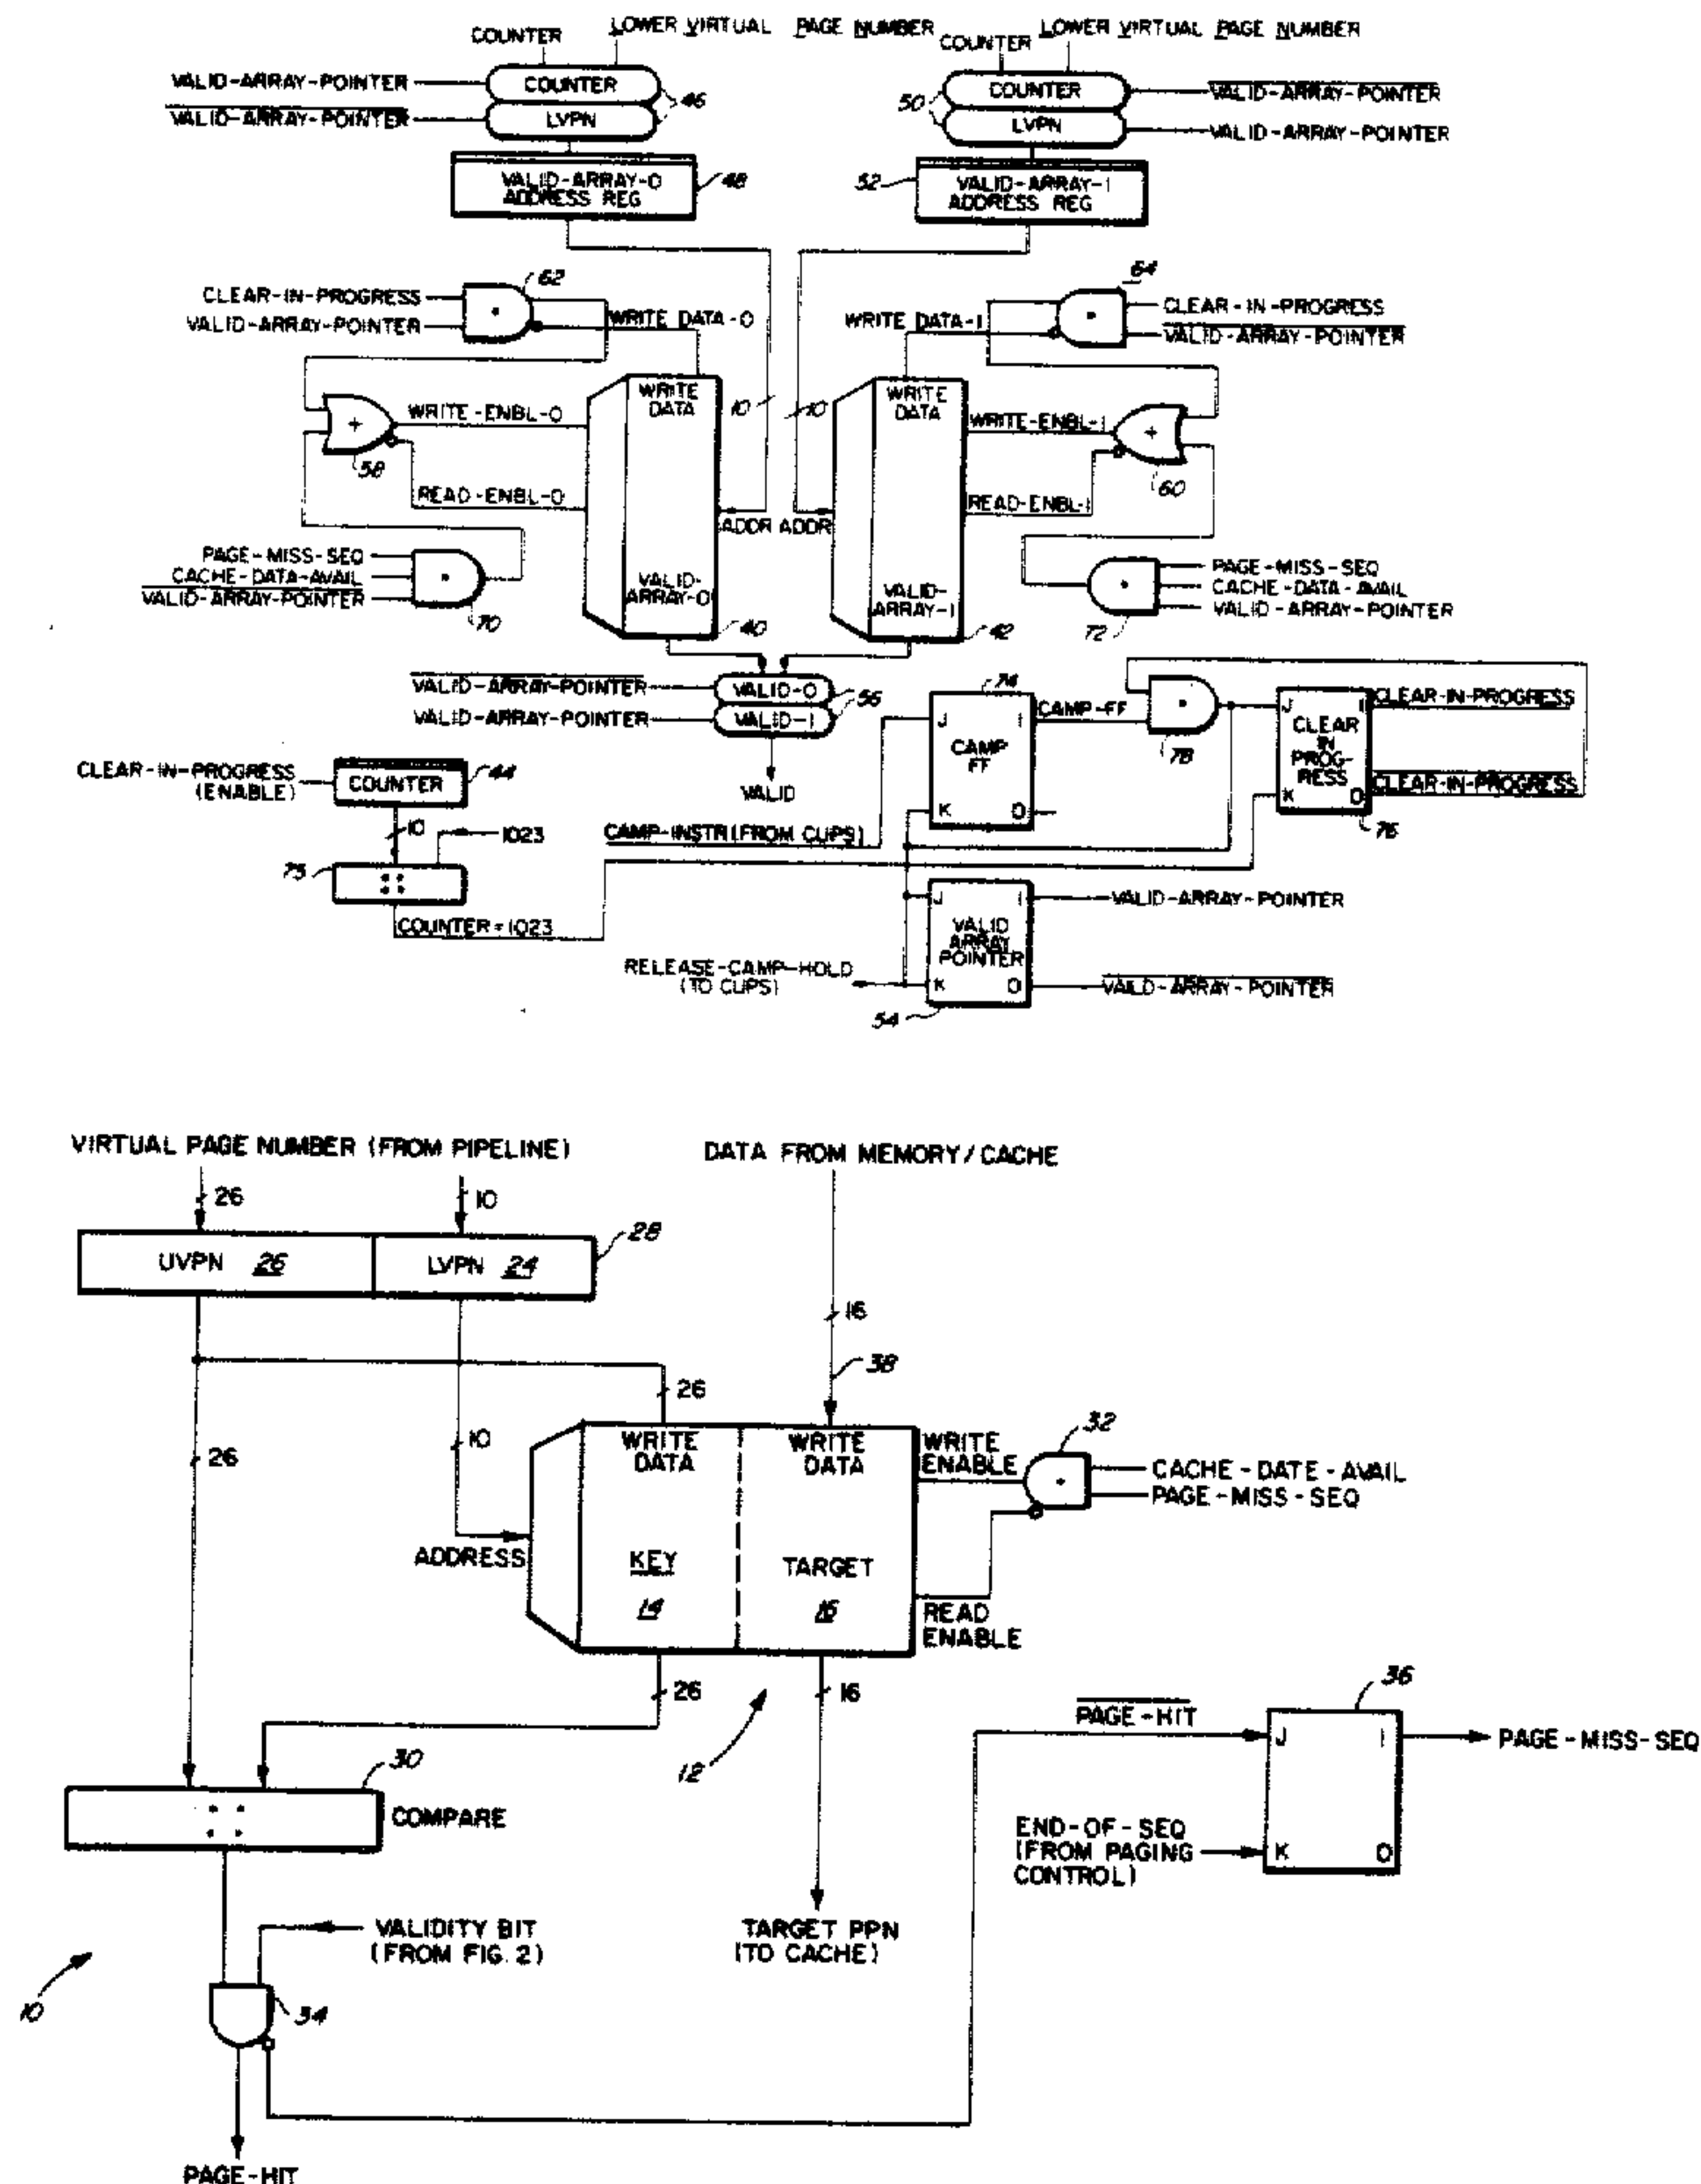 COUNTER
LOWER VIRTUAL PAGE NUMBER
COUNTER
LOWER VIRTUAL PAGE NUMBER
VALID-ARRAY-POINTER
COUNTER
46
50
COUNTER
VALID-ARRAY-POINTER
VALID-ARRAY-POINTER
LVPN
LVPN
VALID-ARRAY-POINTER
VALID-ARRAY-0
ADDRESS REG
48
52
VALID-ARRAY-1
ADDRESS REG
62
64
CLEAR-IN-PROGRESS
VALID-ARRAY-POINTER
WRITE DATA-0
WRITE DATA-1
CLEAR-IN-PROGRESS
VALID-ARRAY-POINTER
+
58
WRITE-ENBL-0
READ-ENBL-0
WRITE
DATA
10
10
WRITE
DATA
WRITE-ENBL-1
READ-ENBL-1
+
60
ADDR
ADDR
PAGE-MISS-SEQ
CACHE-DATA-AVAIL
VALID-ARRAY-POINTER
70
VALID-
ARRAY-0
40
VALID-
ARRAY-1
42
PAGE-MISS-SEQ
CACHE-DATA-AVAIL
VALID-ARRAY-POINTER
72
VALID-ARRAY-POINTER
VALID-0
56
VALID-ARRAY-POINTER
VALID-1
VALID
74
J
1
CAMP
FF
K
0
CAMP-FF
78
J
1
CLEAR
IN
PROG-
RESS
K
0
76
CLEAR-IN-PROGRESS
CLEAR-IN-PROGRESS
CLEAR-IN-PROGRESS
(ENABLE)
COUNTER
44
10
1023
75
COUNTER=1023
CAMP-INSTR(FROM CUPS)
J
1
VALID
ARRAY
POINTER
K
0
54
VALID-ARRAY-POINTER
VAILD-ARRAY-POINTER
RELEASE-CAMP-HOLD
(TO CUPS)
VIRTUAL PAGE NUMBER (FROM PIPELINE)
DATA FROM MEMORY/CACHE
26
10
UVPN 26
LVPN 24
28
16
38
26
26
10
WRITE
DATA
WRITE
DATA
WRITE
ENABLE
32
CACHE-DATE-AVAIL
PAGE-MISS-SEQ
ADDRESS
KEY
14
TARGET
16
READ
ENABLE
26
16
12
30
COMPARE
36
PAGE-HIT
J
1
PAGE-MISS-SEQ
END-OF-SEQ
(FROM PAGING
CONTROL)
K
0
VALIDITY BIT
(FROM FIG. 2)
TARGET PPN
(TO CACHE)
10
34
PAGE-HIT